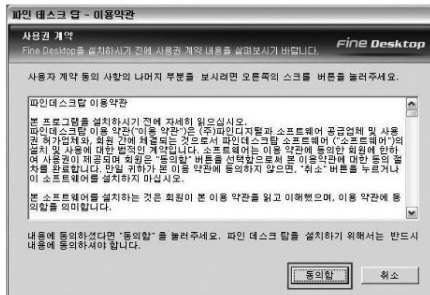 파인 데스크 탑 - 이용약관
사용권 계약
Fine Desktop을 설치하시기 전에 사용권 계약 내용을 살펴보시기 바랍니다.
Fine Desktop
사용자 계약 동의 사항의 나머지 부분을 보시려면 오른쪽의 스크롤 버튼을 눌러주세요.
파인데스크탑 이용약관
본 프로그램을 설치하시기 전에 자세히 읽으십시오.
파인데스크탑 이용 약관("이용 약관")은 (주)파인디지털과 소프트웨어 공급업체 및 사용
권 허가업체와, 회원 간에 체결되는 것으로서 파인데스크탑 소프트웨어 ("소프트웨어")의
설치 및 사용에 대한 법적인 계약입니다. 소프트웨어는 이용 약관에 동의한 회원에 한하
여 사용권이 제공되며 회원은 "동의함" 버튼을 선택함으로써 본 이용약관에 대한 동의 절
차를 완료합니다. 만일 귀하가 본 이용 약관에 동의하지 않으면, "취소" 버튼을 누르거나
이 소프트웨어를 설치하지 마십시오.
본 소프트웨어를 설치하는 것은 회원이 본 이용 약관을 읽고 이해했으며, 이용 약관에 동
의함을 의미합니다.
내용에 동의하셨다면 "동의함" 을 눌러주세요. 파인 데스크 탑을 설치하기 위해서는 반드시
내용에 동의하셔야 합니다.
동의함
취소